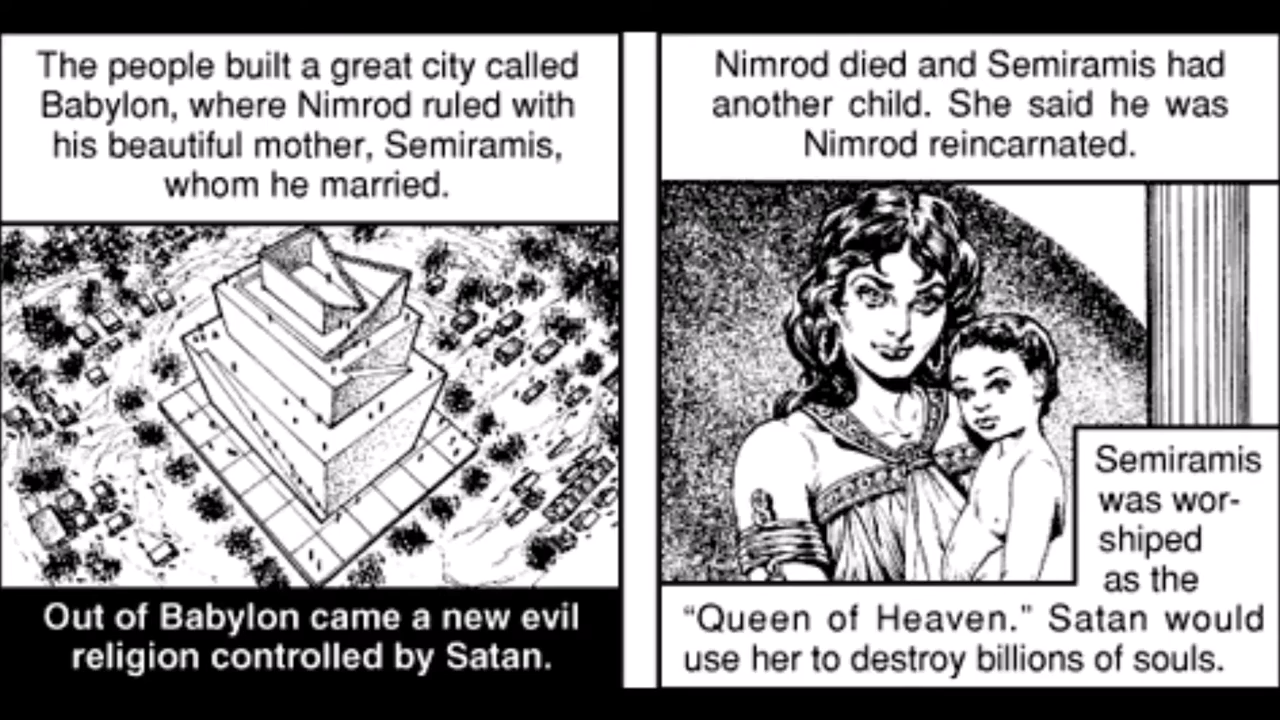 The people built a great city called
Babylon, where Nimrod ruled with
his beautiful mother, Semiramis,
whom he married.
Out of Babylon came a new evil
religion controlled by Satan.
Nimrod died and Semiramis had
another child. She said he was
Nimrod reincarnated.
Semiramis
was wor-
shiped
as the
“Queen of Heaven.” Satan would
use her to destroy billions of souls.